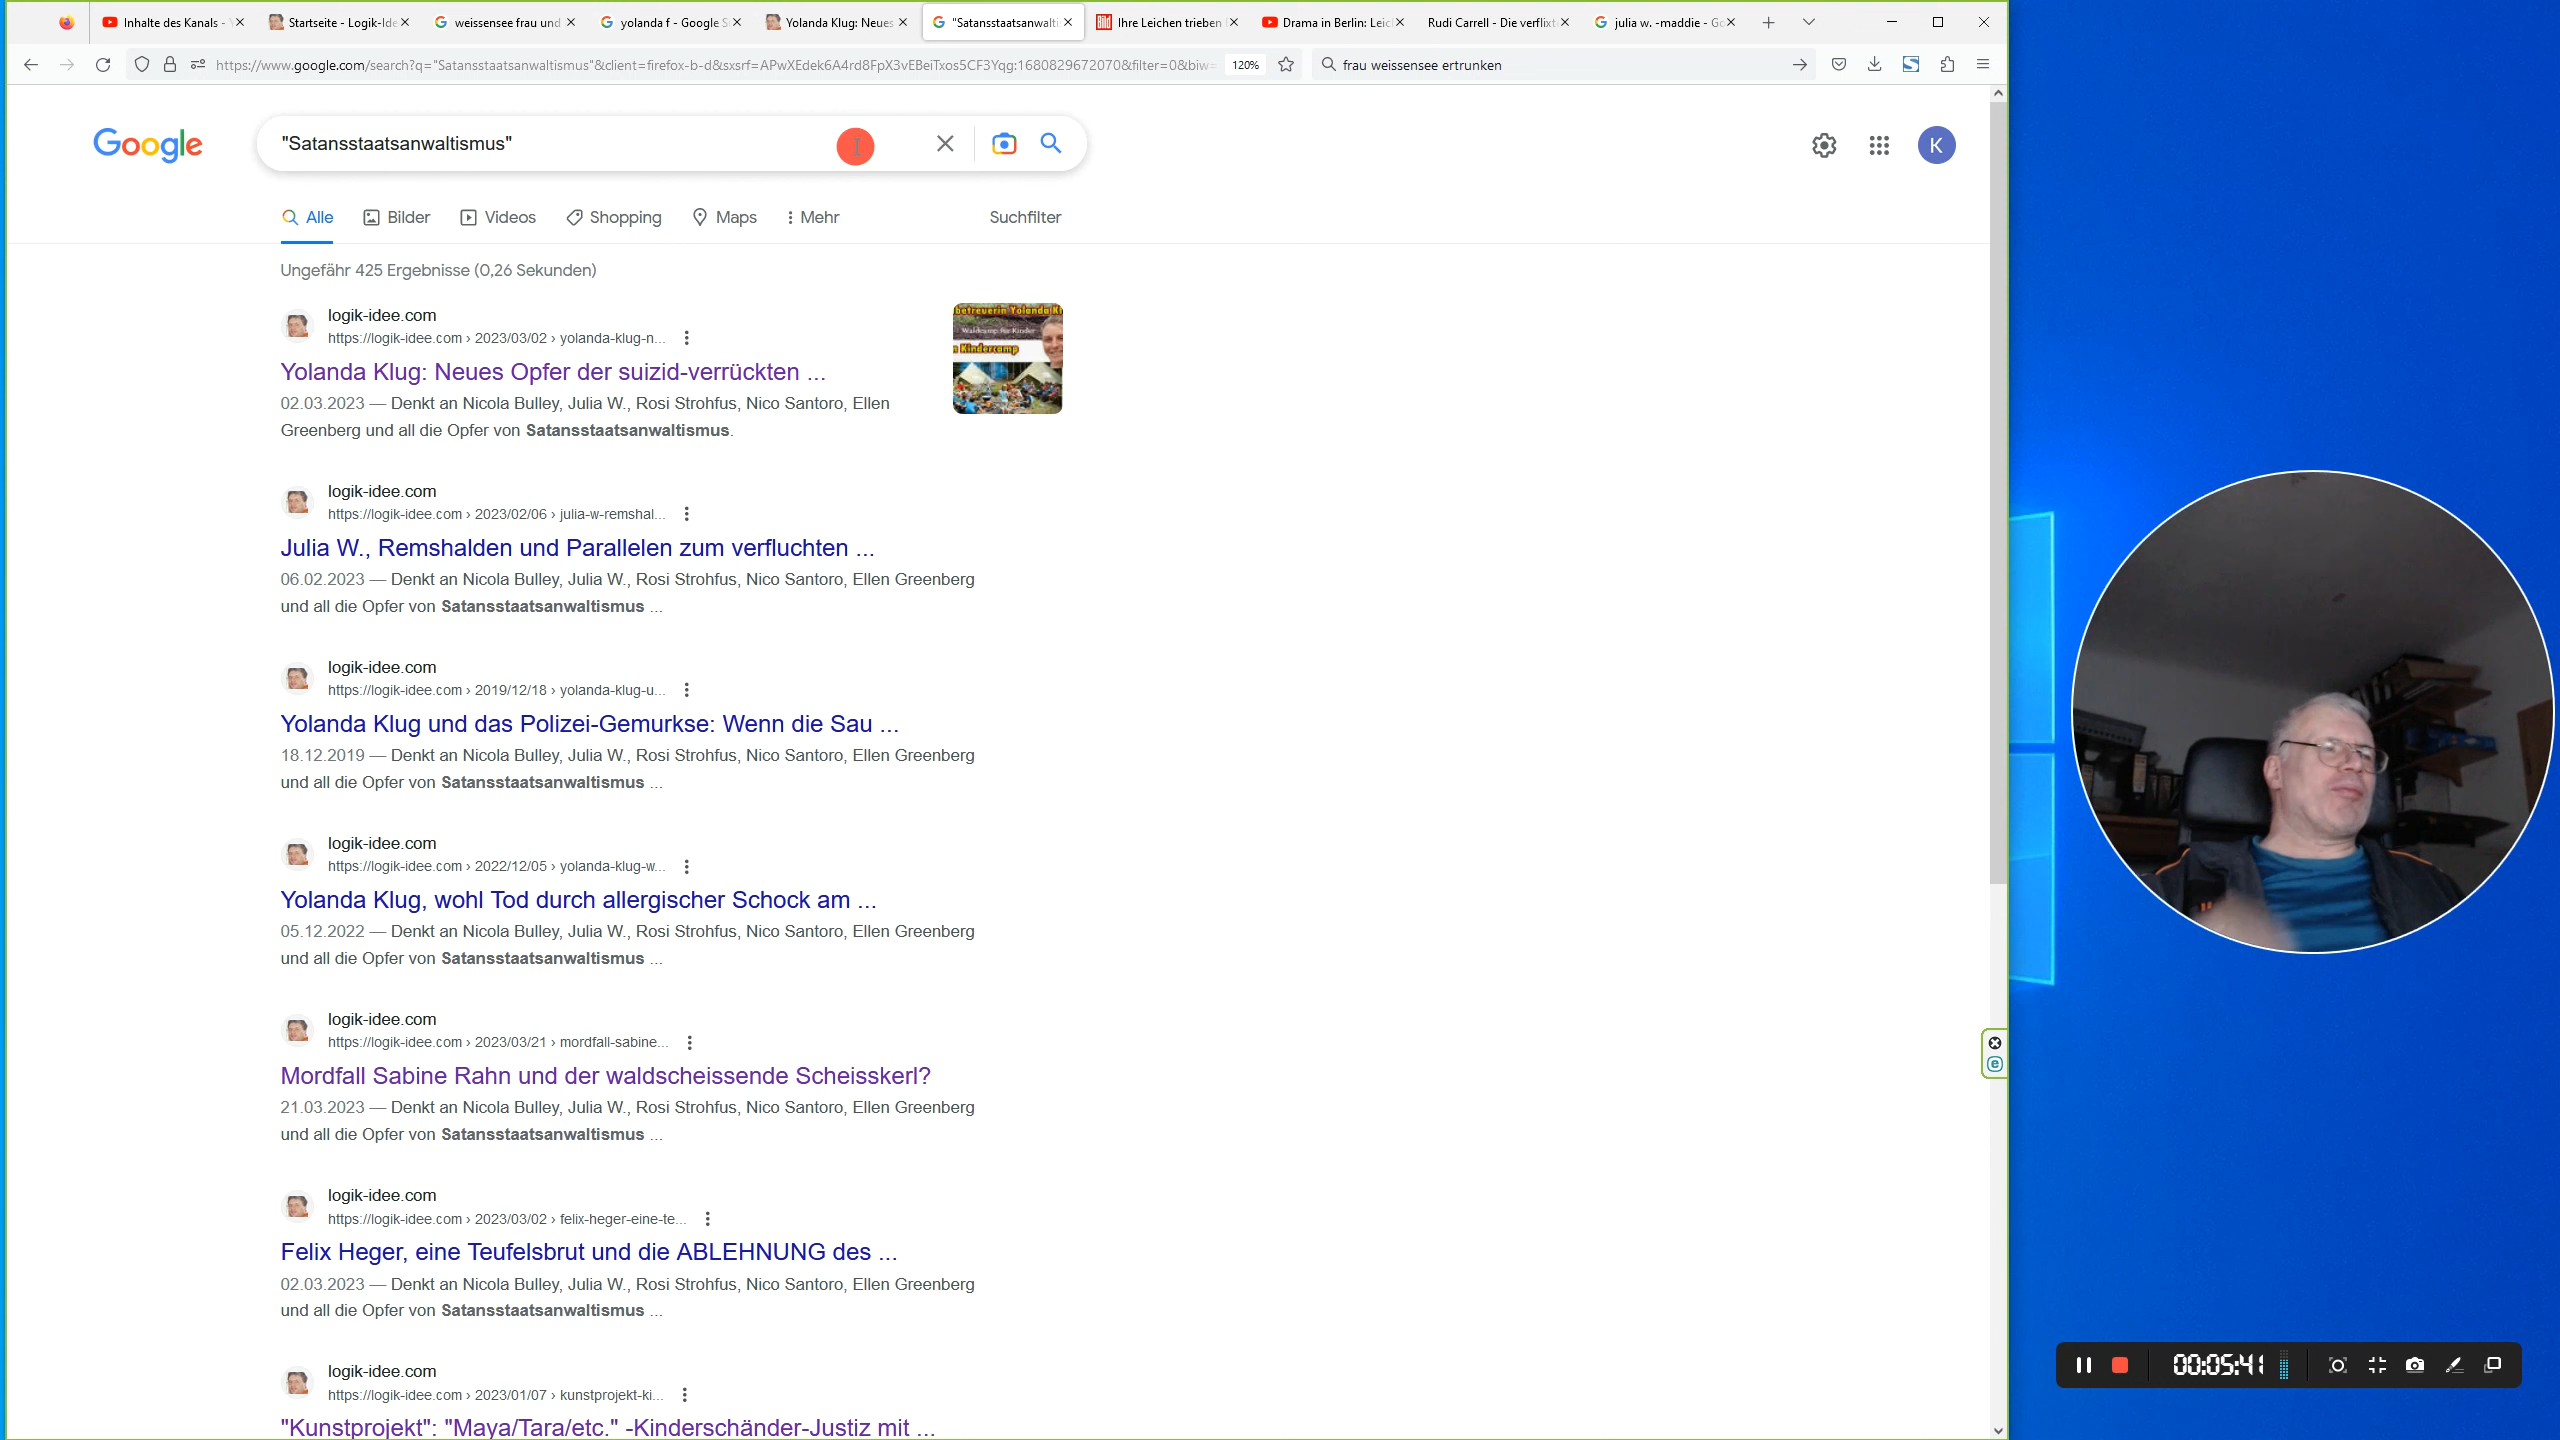 Inhalte des Kanals - Y
Startseite - Logik-Ide
weissensee frau und
yolanda f - Google S
Yolanda Klug: Neues
"Satansstaatsanwalti
Ihre Leichen trieben
Drama in Berlin: Leic
Rudi Carrell - Die verflixt
julia w. -maddie - Go
https://www.google.com/search?q="Satansstaatsanwaltismus"&client=firefox-b-d&sxsrf=APwXEdek6A4rd8FpX3vEBeiTxos5CF3Yqg:1680829672070&filter=0&biw=
120%
frau weissensee ertrunken
Google
"Satansstaatsanwaltismus"
K
Alle
Bilder
Videos
Shopping
Maps
Mehr
Suchfilter
Ungefähr 425 Ergebnisse (0,26 Sekunden)
logik-idee.com
https://logik-idee.com › 2023/03/02 › yolanda-klug-n...
Yolanda Klug: Neues Opfer der suizid-verrückten ...
02.03.2023 — Denkt an Nicola Bulley, Julia W., Rosi Strohfus, Nico Santoro, Ellen
Greenberg und all die Opfer von Satansstaatsanwaltismus.
betreuerin Yolanda Kl
Waldcamp für Kinder
n Kindercamp
logik-idee.com
https://logik-idee.com › 2023/02/06 › julia-w-remshal...
Julia W., Remshalden und Parallelen zum verfluchten ...
06.02.2023 — Denkt an Nicola Bulley, Julia W., Rosi Strohfus, Nico Santoro, Ellen Greenberg
und all die Opfer von Satansstaatsanwaltismus ...
logik-idee.com
https://logik-idee.com › 2019/12/18 › yolanda-klug-u...
Yolanda Klug und das Polizei-Gemurkse: Wenn die Sau ...
18.12.2019 — Denkt an Nicola Bulley, Julia W., Rosi Strohfus, Nico Santoro, Ellen Greenberg
und all die Opfer von Satansstaatsanwaltismus ...
logik-idee.com
https://logik-idee.com › 2022/12/05 › yolanda-klug-w...
Yolanda Klug, wohl Tod durch allergischer Schock am ...
05.12.2022 — Denkt an Nicola Bulley, Julia W., Rosi Strohfus, Nico Santoro, Ellen Greenberg
und all die Opfer von Satansstaatsanwaltismus ...
logik-idee.com
https://logik-idee.com › 2023/03/21 › mordfall-sabine...
Mordfall Sabine Rahn und der waldscheissende Scheisskerl?
21.03.2023 — Denkt an Nicola Bulley, Julia W., Rosi Strohfus, Nico Santoro, Ellen Greenberg
und all die Opfer von Satansstaatsanwaltismus ...
logik-idee.com
https://logik-idee.com › 2023/03/02 › felix-heger-eine-te...
Felix Heger, eine Teufelsbrut und die ABLEHNUNG des ...
02.03.2023 — Denkt an Nicola Bulley, Julia W., Rosi Strohfus, Nico Santoro, Ellen Greenberg
und all die Opfer von Satansstaatsanwaltismus ...
logik-idee.com
https://logik-idee.com › 2023/01/07 › kunstprojekt-ki...
"Kunstprojekt": "Maya/Tara/etc." -Kinderschänder-Justiz mit ...
00:05:41